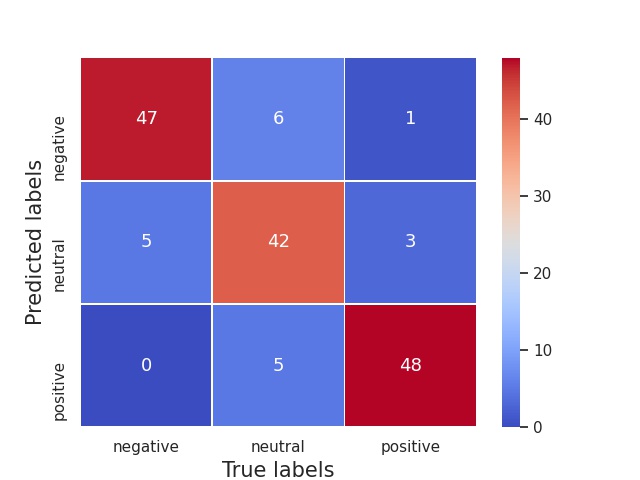 Predicted labels
negative
47 6 1
neutral
5 42 3
positive
0 5 48
negative neutral positive
True labels
40
30
20
10
0